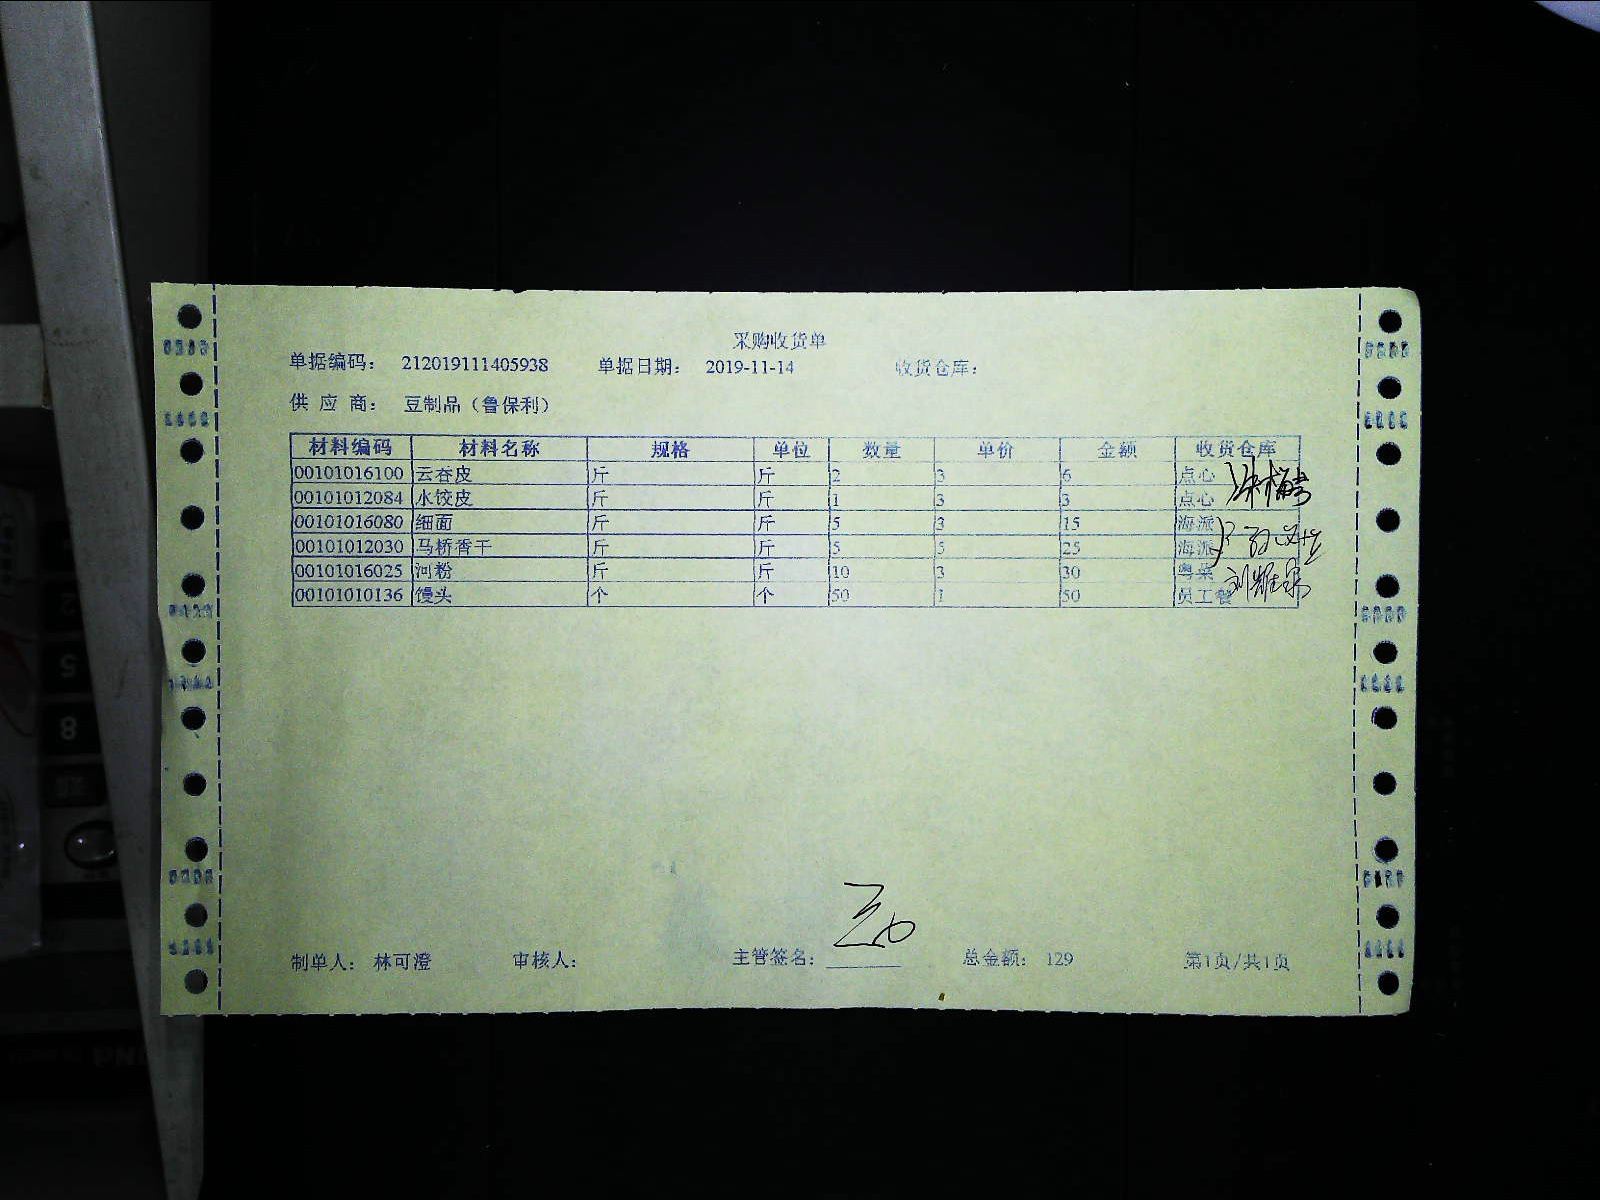 采购收货单
单据编码： 212019111405938 单据日期： 2019-11-14 收货仓库：
供 应 商： 豆制品（鲁保利）
材料编码 材料名称 规格 单位 数量 单价 金额 收货仓库
00101016100 云吞皮 斤 斤 2 3 6 点心
00101012084 水饺皮 斤 斤 1 3 3 点心
00101016080 细面 斤 斤 5 3 15 海派
00101012030 马桥香干 斤 斤 5 5 25 海派
00101016025 河粉 斤 斤 10 3 30 粤菜
00101010136 馒头 个 个 50 1 50 员工餐
制单人： 林可澄 审核人： 主管签名： 总金额： 129 第1页/共1页